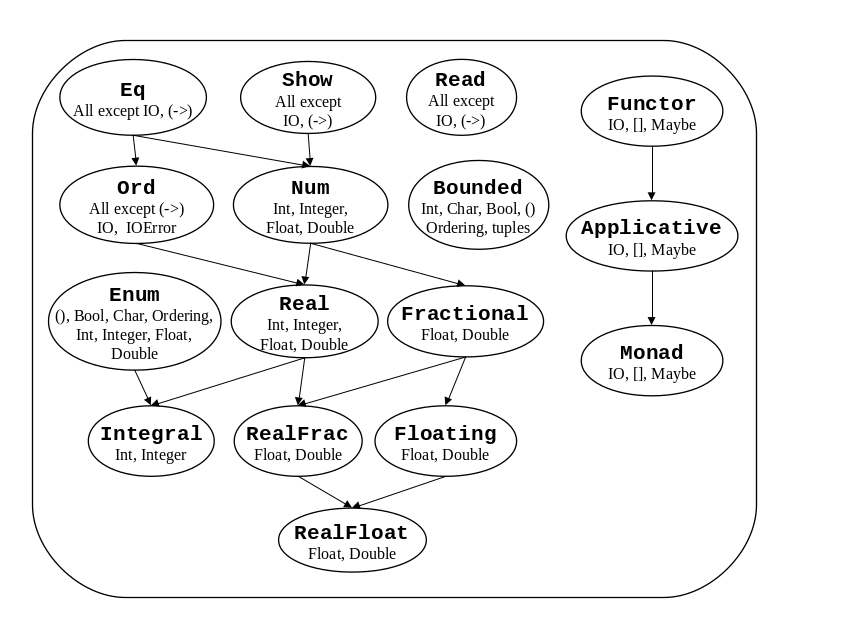 Eq
All except IO, (->)
Show
All except
IO, (->)
Read
All except
IO, (->)
Functor
IO, [], Maybe
Ord
All except (->)
IO, IOError
Num
Int, Integer,
Float, Double
Bounded
Int, Char, Bool, ()
Ordering, tuples
Applicative
IO, [], Maybe
Enum
(), Bool, Char, Ordering,
Int, Integer, Float,
Double
Real
Int, Integer,
Float, Double
Fractional
Float, Double
Monad
IO, [], Maybe
Integral
Int, Integer
RealFrac
Float, Double
Floating
Float, Double
RealFloat
Float, Double